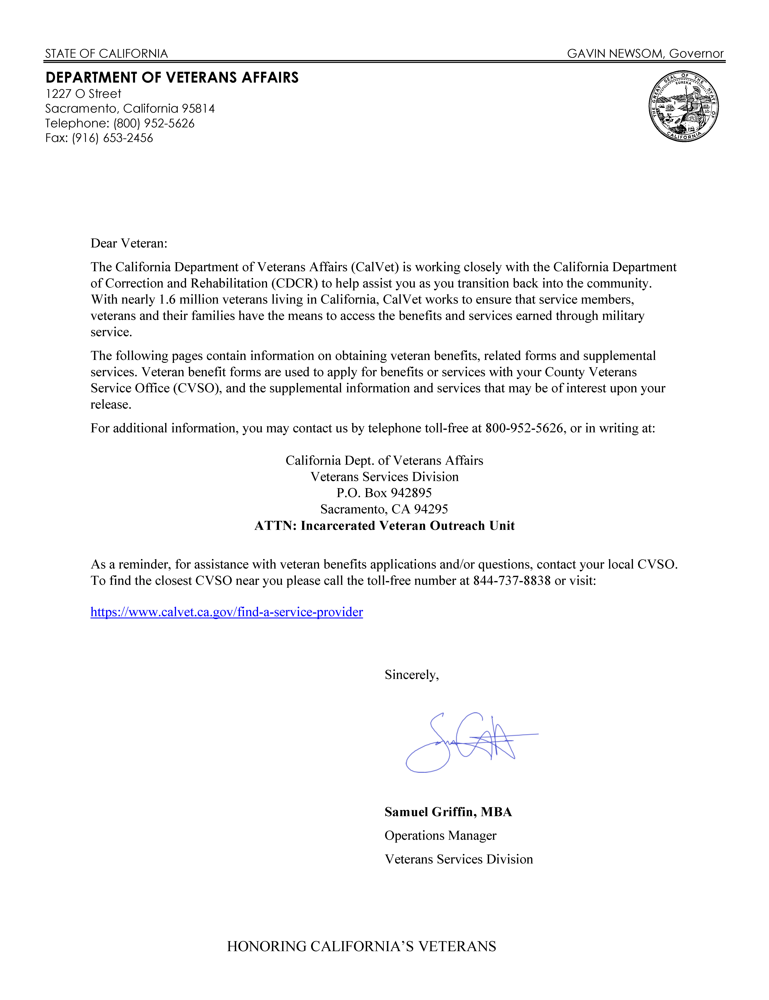 STATE OF CALIFORNIA
GAVIN NEWSOM, Governor
DEPARTMENT OF VETERANS AFFAIRS
1227 O Street
Sacramento, California 95814
Telephone: (800) 952-5626
Fax: (916) 653-2456
THE GREAT SEAL OF THE STATE OF CALIFORNIA
EUREKA
Dear Veteran:
The California Department of Veterans Affairs (CalVet) is working closely with the California Department
of Correction and Rehabilitation (CDCR) to help assist you as you transition back into the community.
With nearly 1.6 million veterans living in California, CalVet works to ensure that service members,
veterans and their families have the means to access the benefits and services earned through military
service.
The following pages contain information on obtaining veteran benefits, related forms and supplemental
services. Veteran benefit forms are used to apply for benefits or services with your County Veterans
Service Office (CVSO), and the supplemental information and services that may be of interest upon your
release.
For additional information, you may contact us by telephone toll-free at 800-952-5626, or in writing at:
California Dept. of Veterans Affairs
Veterans Services Division
P.O. Box 942895
Sacramento, CA 94295
ATTN: Incarcerated Veteran Outreach Unit
As a reminder, for assistance with veteran benefits applications and/or questions, contact your local CVSO.
To find the closest CVSO near you please call the toll-free number at 844-737-8838 or visit:
https://www.calvet.ca.gov/find-a-service-provider
Sincerely,
Samuel Griffin, MBA
Operations Manager
Veterans Services Division
HONORING CALIFORNIA’S VETERANS